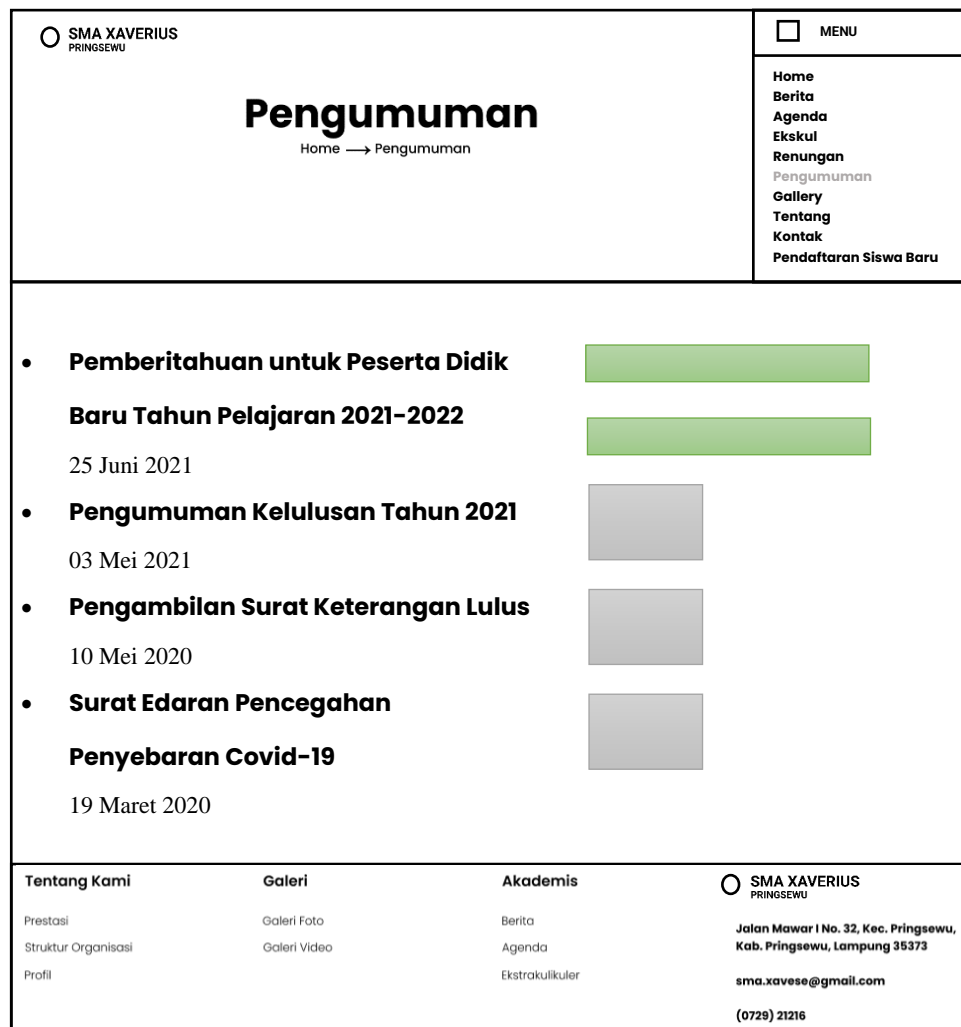 SMA XAVERIUS
PRINGSEWU
Pengumuman
Home ⟶ Pengumuman
MENU
Home
Berita
Agenda
Ekskul
Renungan
Pengumuman
Gallery
Tentang
Kontak
Pendaftaran Siswa Baru
• Pemberitahuan untuk Peserta Didik
Baru Tahun Pelajaran 2021-2022
25 Juni 2021
• Pengumuman Kelulusan Tahun 2021
03 Mei 2021
• Pengambilan Surat Keterangan Lulus
10 Mei 2020
• Surat Edaran Pencegahan
Penyebaran Covid-19
19 Maret 2020
Tentang Kami
Prestasi
Struktur Organisasi
Profil
Galeri
Galeri Foto
Galeri Video
Akademis
Berita
Agenda
Ekstrakulikuler
SMA XAVERIUS
PRINGSEWU
Jalan Mawar I No. 32, Kec. Pringsewu,
Kab. Pringsewu, Lampung 35373
sma.xavese@gmail.com
(0729) 21216